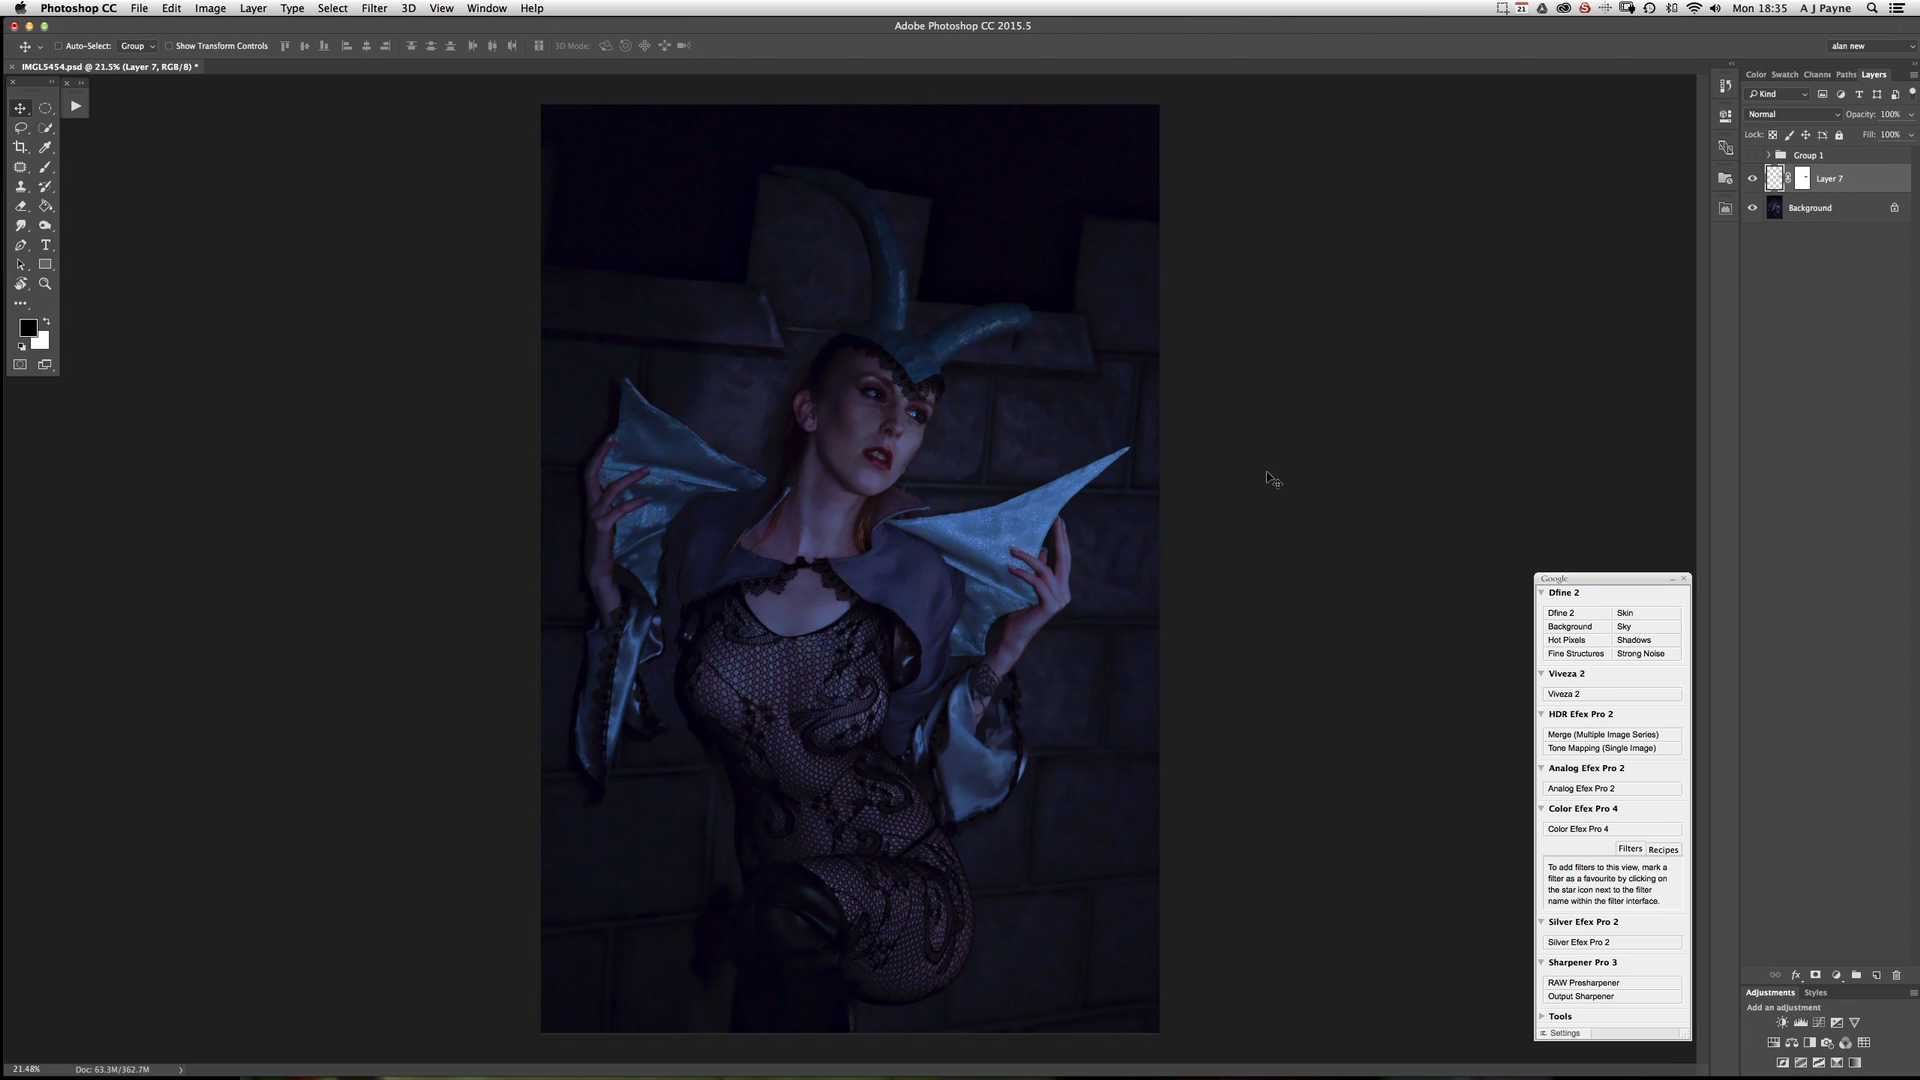 Photoshop CC File Edit Image Layer Type Select Filter 3D View Window Help
21 Mon 18:35 A J Payne
Adobe Photoshop CC 2015.5
Auto-Select: Group Show Transform Controls 3D Mode: alan new
IMGL5454.psd @ 21.5% (Layer 7, RGB/8) *
Color Swatch Chann Paths Layers
Kind
Normal Opacity: 100%
Lock: Fill: 100%
Group 1
Layer 7
Background
Google
Dfine 2
Dfine 2 Skin
Background Sky
Hot Pixels Shadows
Fine Structures Strong Noise
Viveza 2
Viveza 2
HDR Efex Pro 2
Merge (Multiple Image Series)
Tone Mapping (Single Image)
Analog Efex Pro 2
Analog Efex Pro 2
Color Efex Pro 4
Color Efex Pro 4
Filters Recipes
To add filters to this view, mark a
filter as a favourite by clicking on
the star icon next to the filter
name within the filter interface.
Silver Efex Pro 2
Silver Efex Pro 2
Sharpener Pro 3
RAW Presharpener
Output Sharpener
Tools
Settings
Adjustments Styles
Add an adjustment
21.48% Doc: 63.3M/362.7M